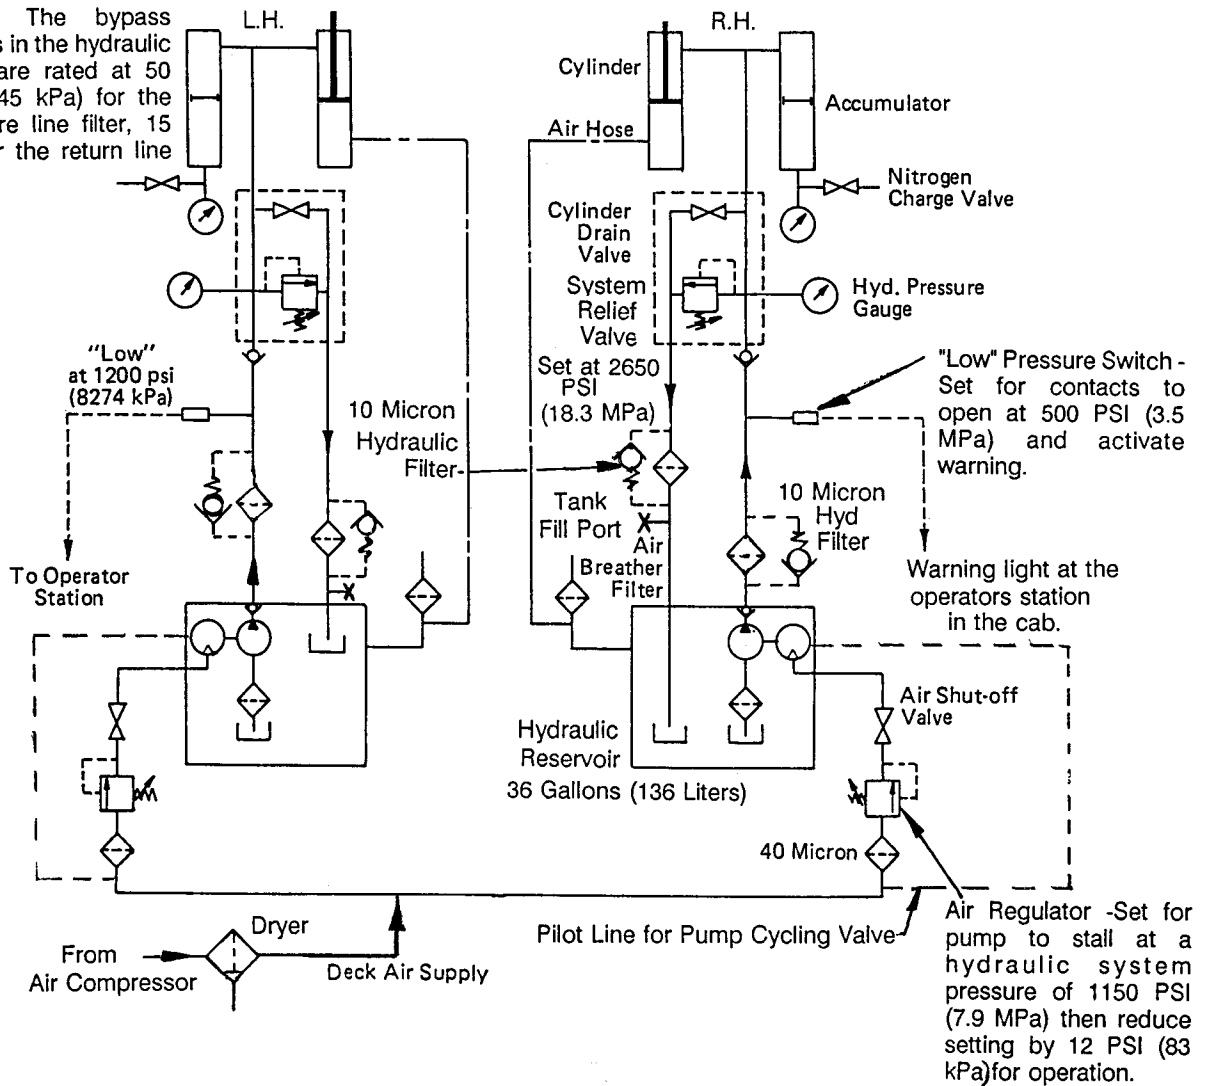 The bypass
in the hydraulic
are rated at 50
45 kPa) for the
line filter, 15
the return line
L.H.
R.H.
Cylinder
Air Hose
Accumulator
Nitrogen
Charge Valve
Cylinder
Drain
Valve
System
Relief
Valve
Hyd. Pressure
Gauge
"Low"
at 1200 psi
(8274 kPa)
Set at 2650
PSI
(18.3 MPa)
"Low" Pressure Switch -
Set for contacts to
open at 500 PSI (3.5
MPa) and activate
warning.
10 Micron
Hydraulic
Filter
10 Micron
Hyd
Filter
Tank
Fill Port
Air
Breather
Filter
To Operator
Station
Warning light at the
operators station
in the cab.
Air Shut-off
Valve
Hydraulic
Reservoir
36 Gallons (136 Liters)
40 Micron
Dryer
From
Air Compressor
Deck Air Supply
Pilot Line for Pump Cycling Valve
Air Regulator -Set for
pump to stall at a
hydraulic system
pressure of 1150 PSI
(7.9 MPa) then reduce
setting by 12 PSI (83
kPa)for operation.